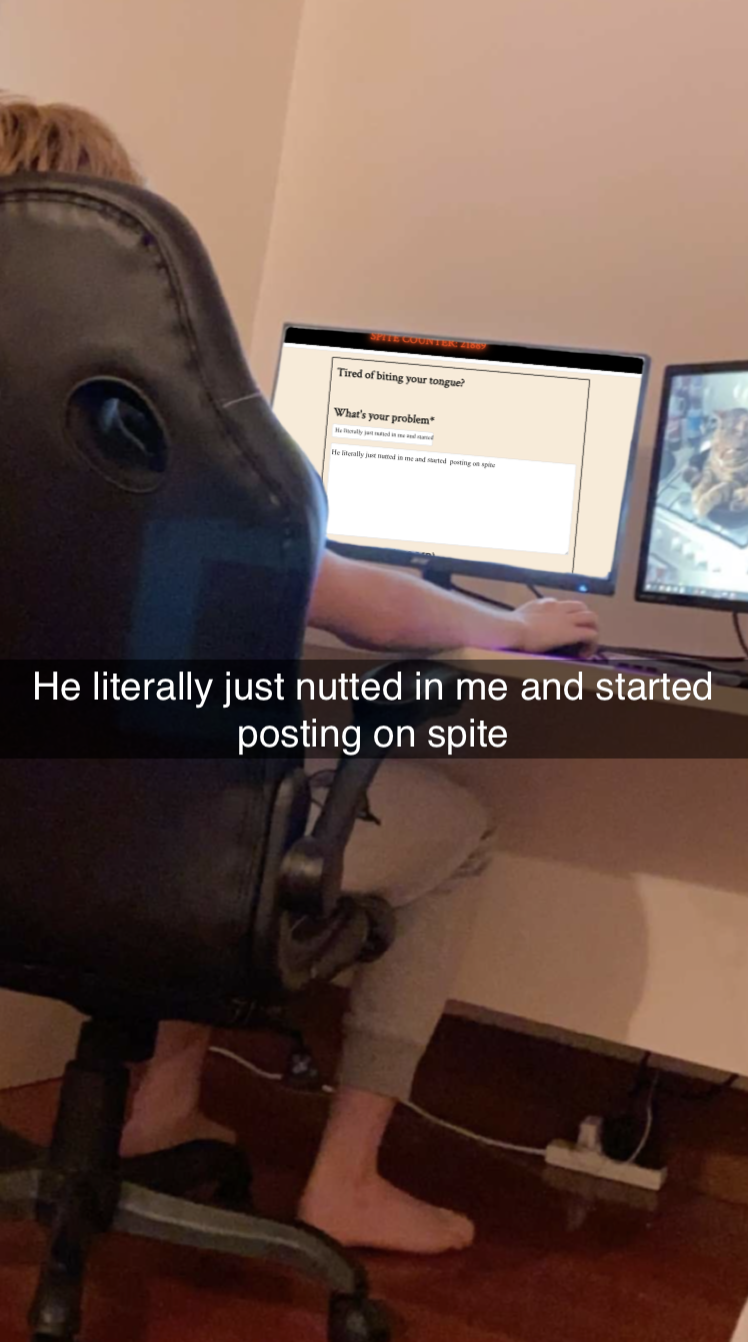 SPITE COUNTER: 21889
Tired of biting your tongue?
What's your problem*
He literally just nutted in me and started
He literally just nutted in me and started posting on spite
He literally just nutted in me and started
posting on spite